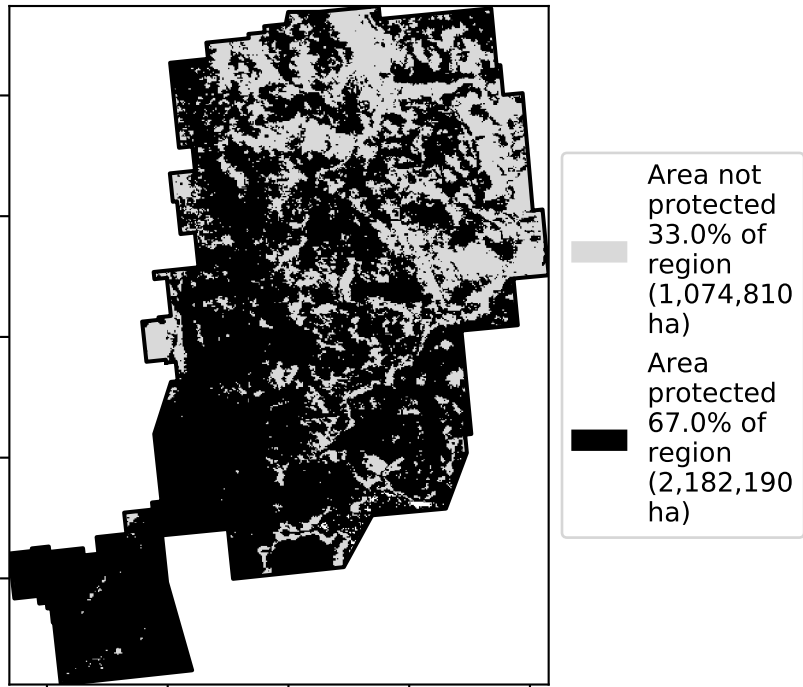 Area not
protected
33.0% of
region
(1,074,810
ha)
Area
protected
67.0% of
region
(2,182,190
ha)